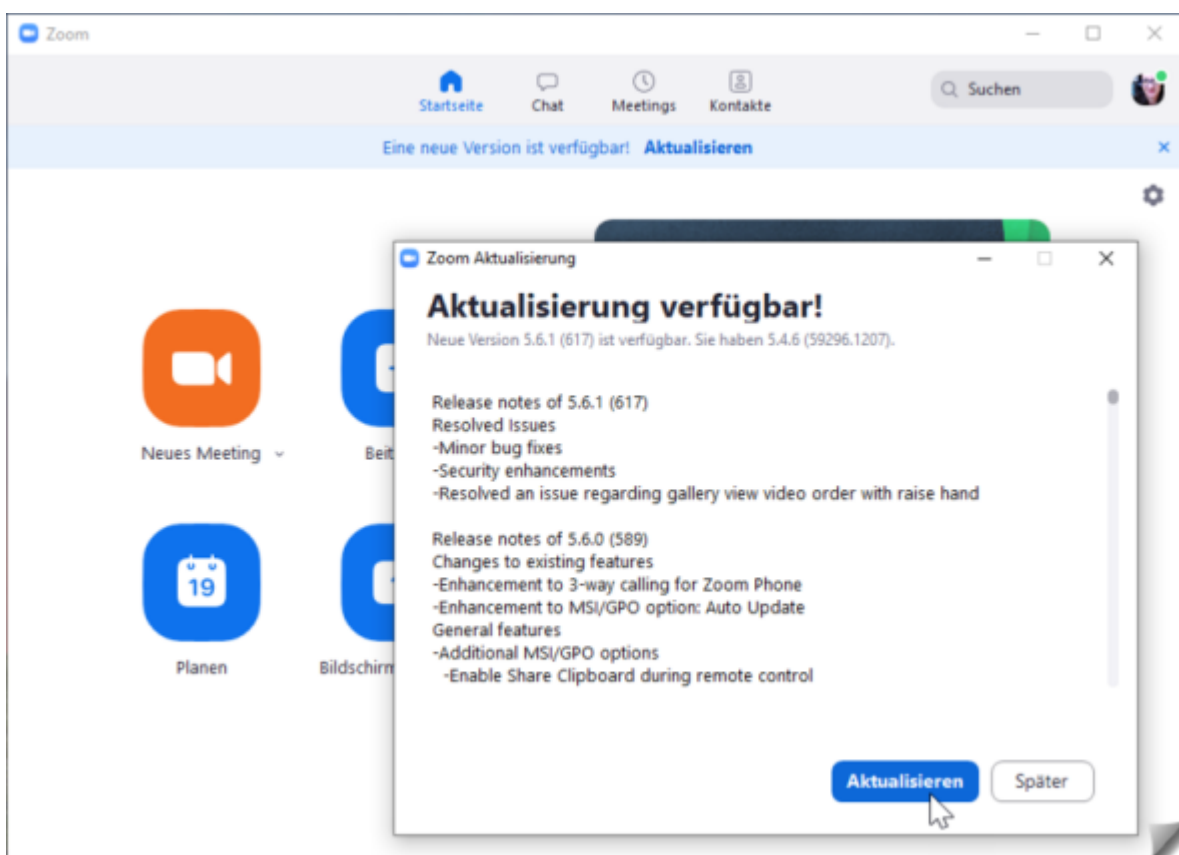 Zoom
Startseite
Chat
Meetings
Kontakte
Suchen
Eine neue Version ist verfügbar! Aktualisieren
Zoom Aktualisierung
Aktualisierung verfügbar!
Neue Version 5.6.1 (617) ist verfügbar. Sie haben 5.4.6 (59296.1207).
Release notes of 5.6.1 (617)
Resolved Issues
-Minor bug fixes
-Security enhancements
-Resolved an issue regarding gallery view video order with raise hand
Release notes of 5.6.0 (589)
Changes to existing features
-Enhancement to 3-way calling for Zoom Phone
-Enhancement to MSI/GPO option: Auto Update
General features
-Additional MSI/GPO options
-Enable Share Clipboard during remote control
Aktualisieren
Später
Neues Meeting
Beit
19
Planen
Bildschirm